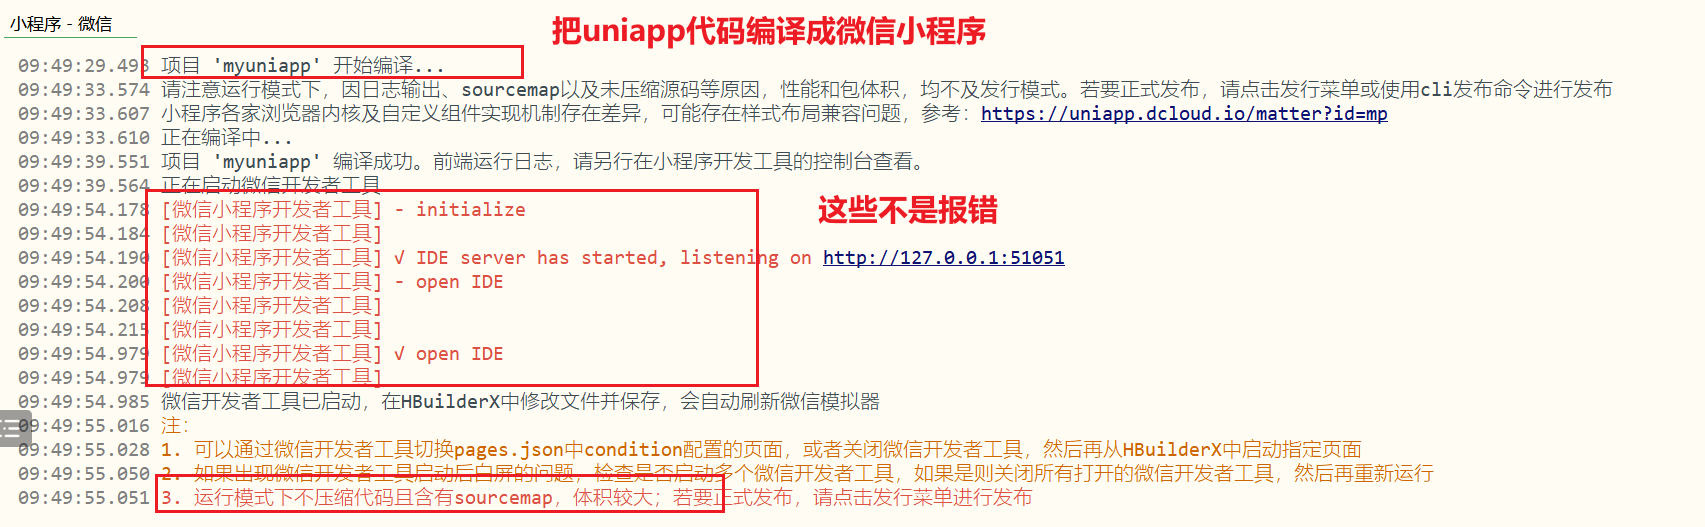 小程序 - 微信
把uniapp代码编译成微信小程序
09:49:29.493 项目 'myuniapp' 开始编译...
09:49:33.574 请注意运行模式下，因日志输出、sourcemap以及未压缩源码等原因，性能和包体积，均不及发行模式。若要正式发布，请点击发行菜单或使用cli发布命令进行发布
09:49:33.607 小程序各家浏览器内核及自定义组件实现机制存在差异，可能存在样式布局兼容问题，参考：https://uniapp.dcloud.io/matter?id=mp
09:49:33.610 正在编译中...
09:49:39.551 项目 'myuniapp' 编译成功。前端运行日志，请另行在小程序开发工具的控制台查看。
09:49:39.564 正在启动微信开发者工具
09:49:54.178 [微信小程序开发者工具] - initialize
这些不是报错
09:49:54.184 [微信小程序开发者工具]
09:49:54.190 [微信小程序开发者工具] √ IDE server has started, listening on http://127.0.0.1:51051
09:49:54.200 [微信小程序开发者工具] - open IDE
09:49:54.208 [微信小程序开发者工具]
09:49:54.215 [微信小程序开发者工具]
09:49:54.979 [微信小程序开发者工具] √ open IDE
09:49:54.979 [微信小程序开发者工具]
09:49:54.985 微信开发者工具已启动，在HBuilderX中修改文件并保存，会自动刷新微信模拟器
09:49:55.016 注：
09:49:55.028 1. 可以通过微信开发者工具切换pages.json中condition配置的页面，或者关闭微信开发者工具，然后再从HBuilderX中启动指定页面
09:49:55.050 2. 如果出现微信开发者工具启动后白屏的问题，检查是否启动多个微信开发者工具，如果是则关闭所有打开的微信开发者工具，然后再重新运行
09:49:55.051 3. 运行模式下不压缩代码且含有sourcemap，体积较大；若要正式发布，请点击发行菜单进行发布